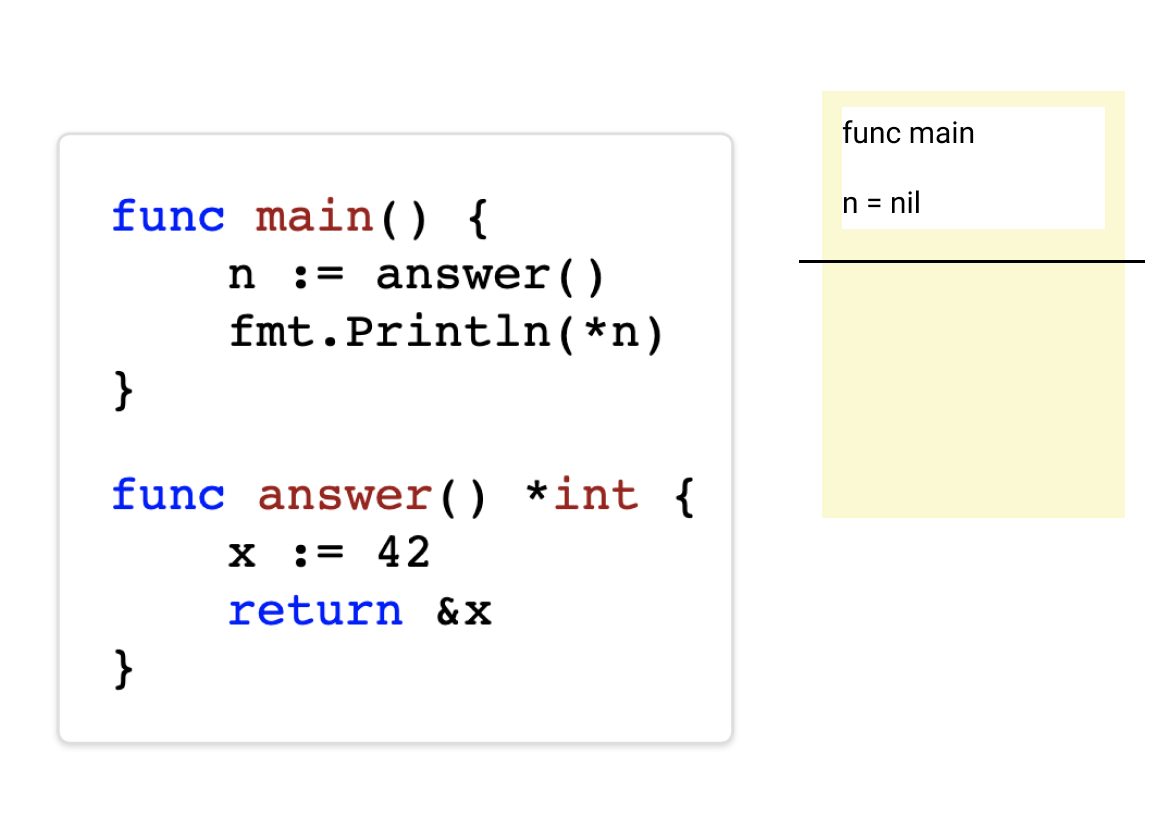 func main() {
    n := answer()
    fmt.Println(*n)
}
func answer() *int {
    x := 42
    return &x
}
func main
n = nil